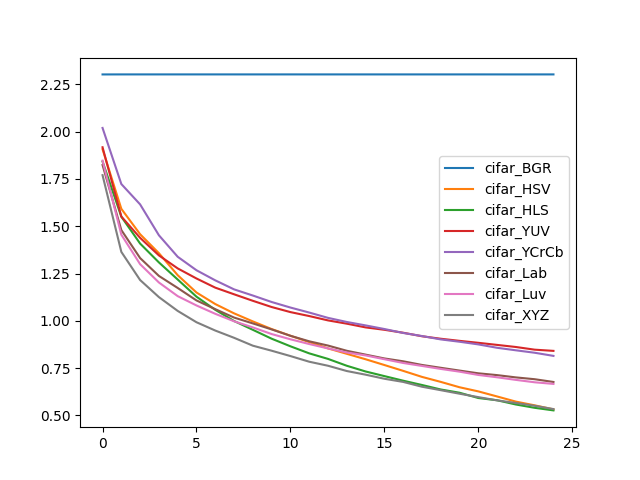 2.25
2.00
1.75
1.50
1.25
1.00
0.75
0.50
0 5 10 15 20 25
cifar_BGR
cifar_HSV
cifar_HLS
cifar_YUV
cifar_YCrCb
cifar_Lab
cifar_Luv
cifar_XYZ